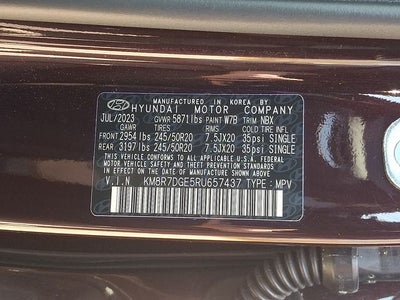 MANUFACTURED IN KOREA BY
HYUNDAI MOTOR COMPANY
JUL/2023 GVWR 5871lbs PAINT W7B TRIM NBX
GAWR TIRES RIMS COLD TIRE INFL
FRONT 2954 lbs 245/50R20 7.5JX20 35psi SINGLE
REAR 3197 lbs 245/50R20 7.5JX20 35psi SINGLE
THIS VEHICLE CONFORMS TO ALL APPLICABLE U.S.A. FEDERAL
MOTOR VEHICLE SAFETY, BUMPER AND THEFT PREVENTION STANDARDS
IN EFFECT ON THE DATE OF MANUFACTURE SHOWN ABOVE.
V.I.N KM8R7DGE5RU657437 TYPE : MPV